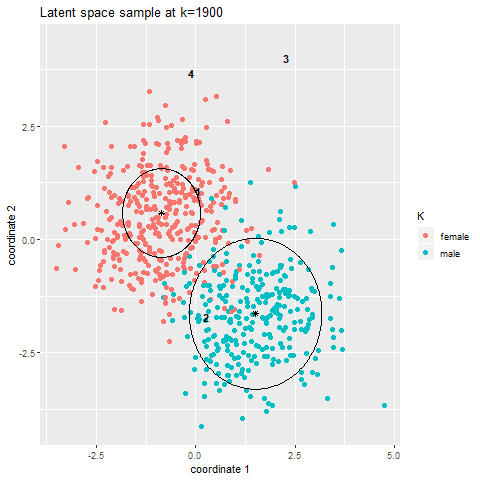 Latent space sample at k=1900
4
3
1
2
coordinate 2
2.5
0.0
-2.5
-2.5
0.0
2.5
5.0
coordinate 1
K
female
male